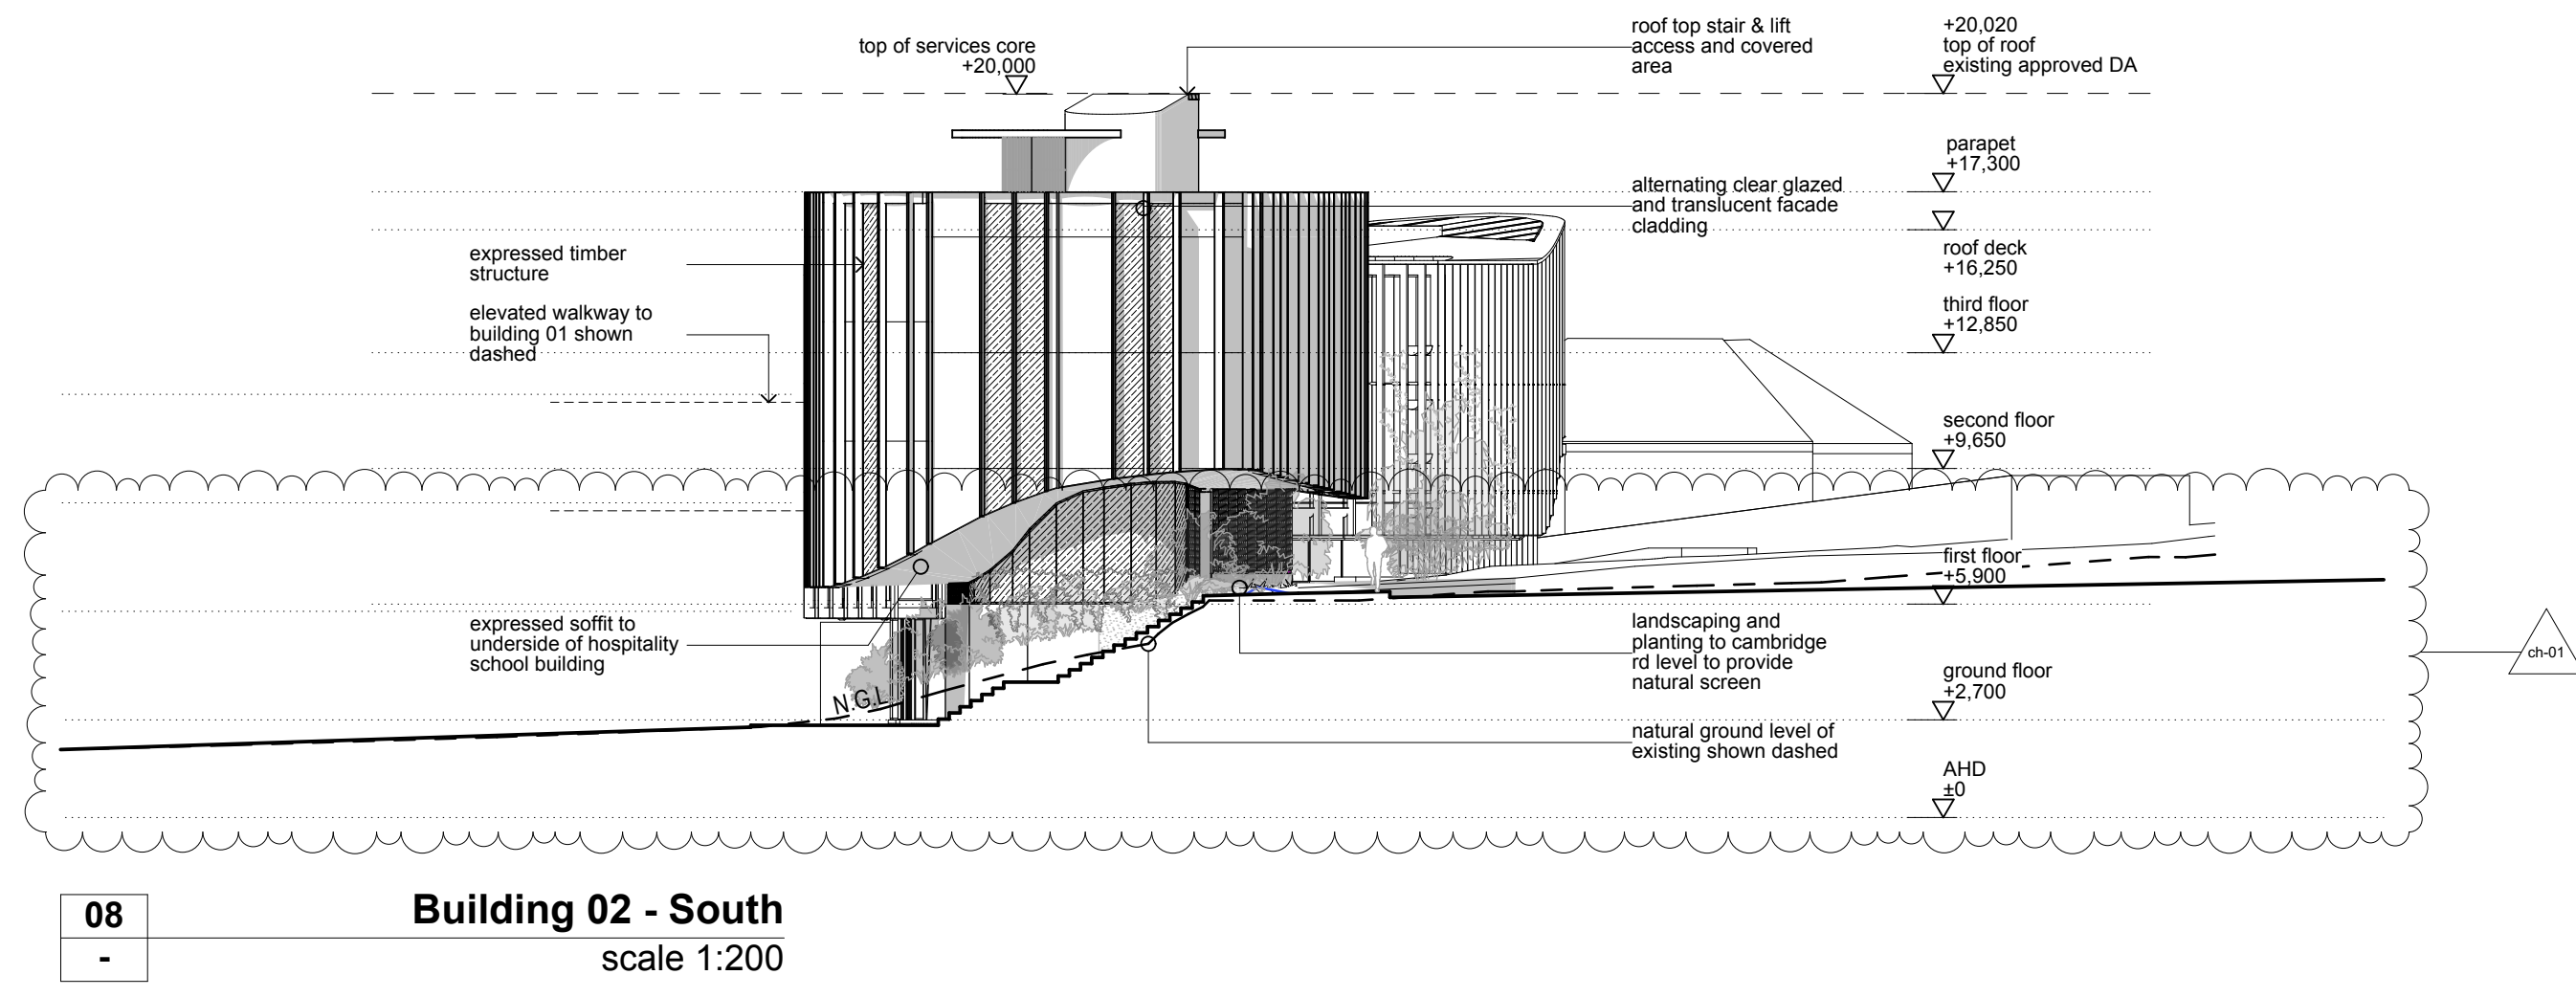 top of services core
+20,000
roof top stair & lift
access and covered
area
+20,020
top of roof
existing approved DA
parapet
+17,300
alternating clear glazed
and translucent facade
cladding
expressed timber
structure
roof deck
+16,250
elevated walkway to
building 01 shown
dashed
third floor
+12,850
second floor
+9,650
first floor
+5,900
expressed soffit to
underside of hospitality
school building
landscaping and
planting to cambridge
rd level to provide
natural screen
ch-01
ground floor
+2,700
N.G.L
natural ground level of
existing shown dashed
AHD
±0
08
-
Building 02 - South
scale 1:200